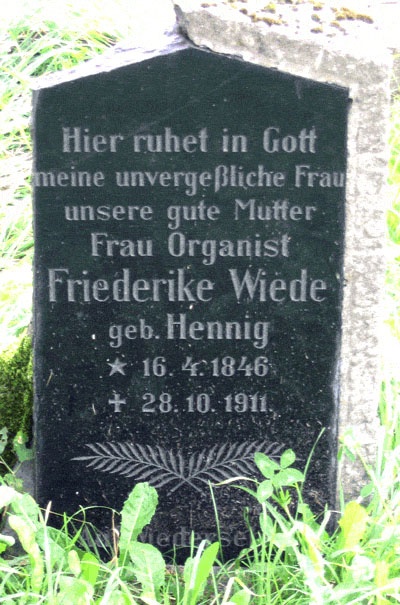 Hier ruhet in Gott
meine unvergeßliche Frau
unsere gute Mutter
Frau Organist
Friederike Wiede
geb. Hennig
★ 16. 4. 1846
✝ 28. 10. 1911.